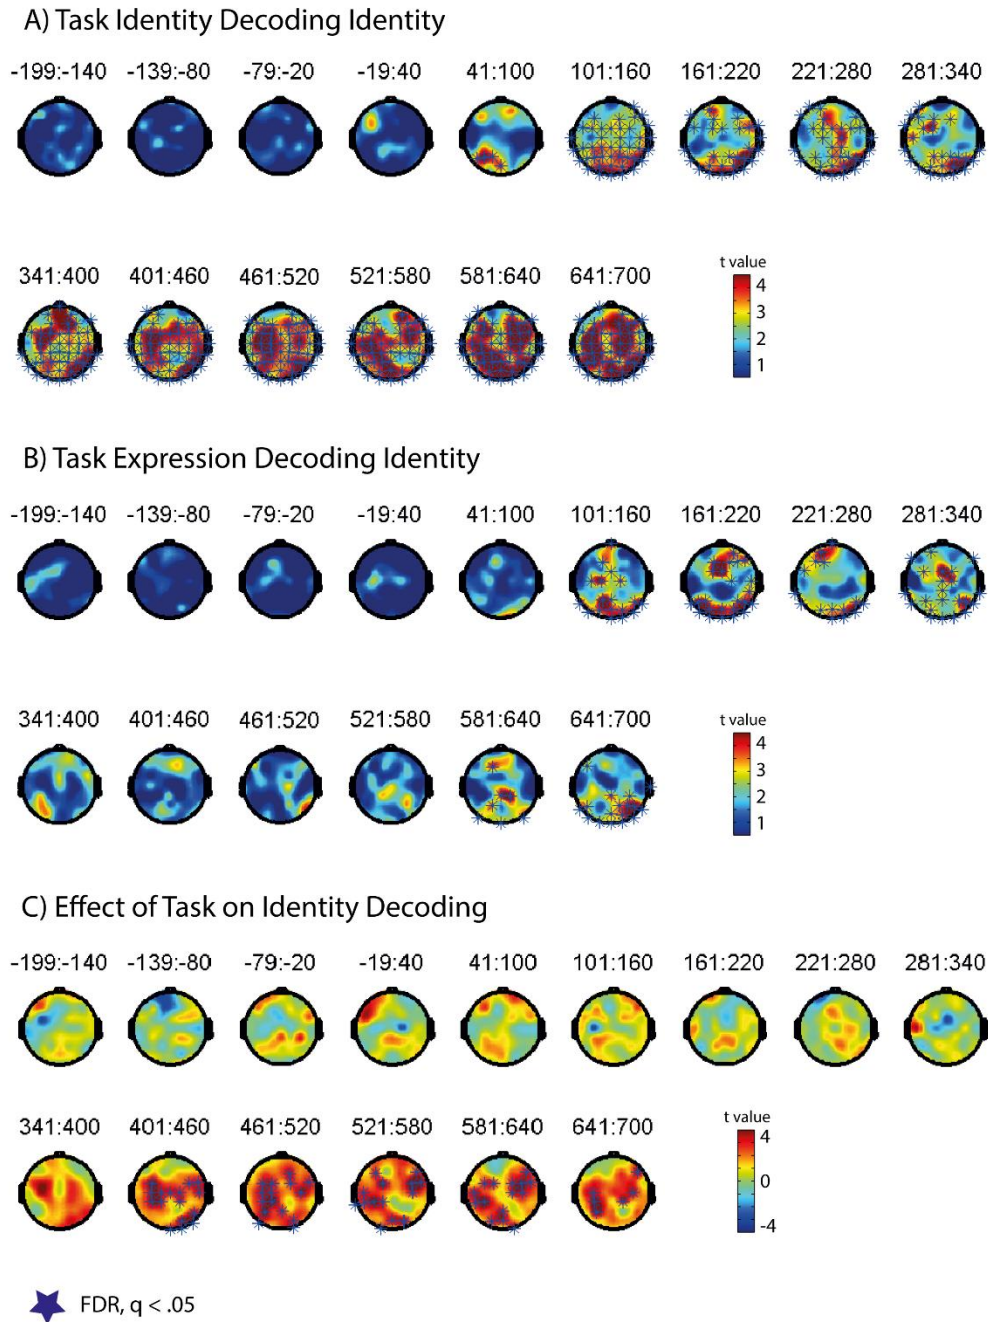 A) Task Identity Decoding Identity
-199:-140 -139:-80 -79:-20 -19:40 41:100 101:160 161:220 221:280 281:340
341:400 401:460 461:520 521:580 581:640 641:700
t value
4
3
2
1
B) Task Expression Decoding Identity
-199:-140 -139:-80 -79:-20 -19:40 41:100 101:160 161:220 221:280 281:340
341:400 401:460 461:520 521:580 581:640 641:700
t value
4
3
2
1
C) Effect of Task on Identity Decoding
-199:-140 -139:-80 -79:-20 -19:40 41:100 101:160 161:220 221:280 281:340
341:400 401:460 461:520 521:580 581:640 641:700
t value
4
0
-4
FDR, q < .05